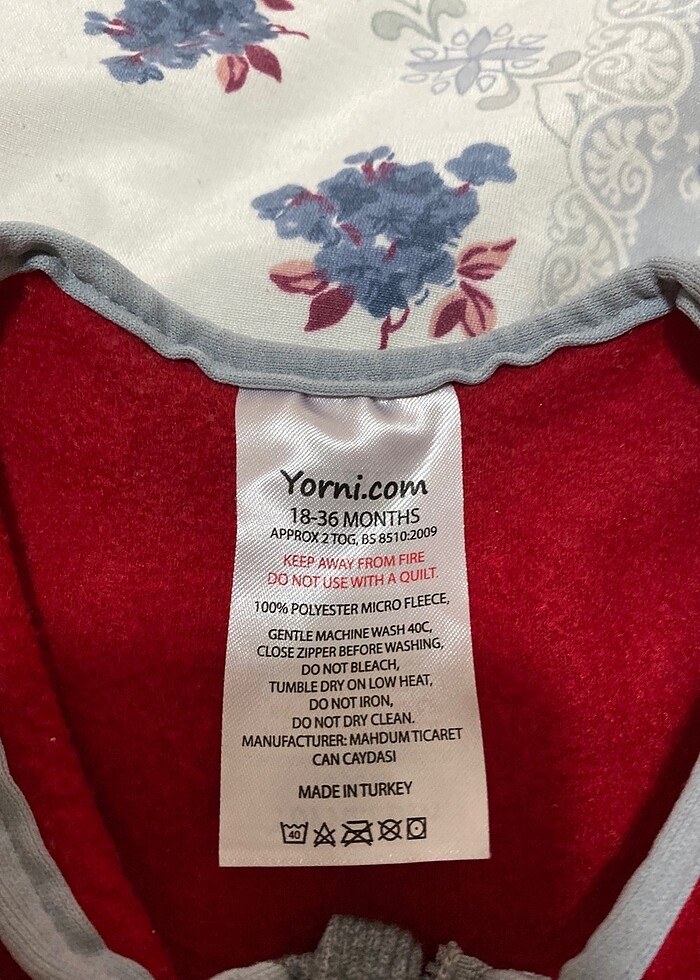 Yorni.com
18-36 MONTHS
APPROX 2 TOG, BS 8510:2009
KEEP AWAY FROM FIRE
DO NOT USE WITH A QUILT.
100% POLYESTER MICRO FLEECE,
GENTLE MACHINE WASH 40C,
CLOSE ZIPPER BEFORE WASHING,
DO NOT BLEACH,
TUMBLE DRY ON LOW HEAT,
DO NOT IRON,
DO NOT DRY CLEAN.
MANUFACTURER: MAHDUM TICARET
CAN CAYDASI
MADE IN TURKEY
40